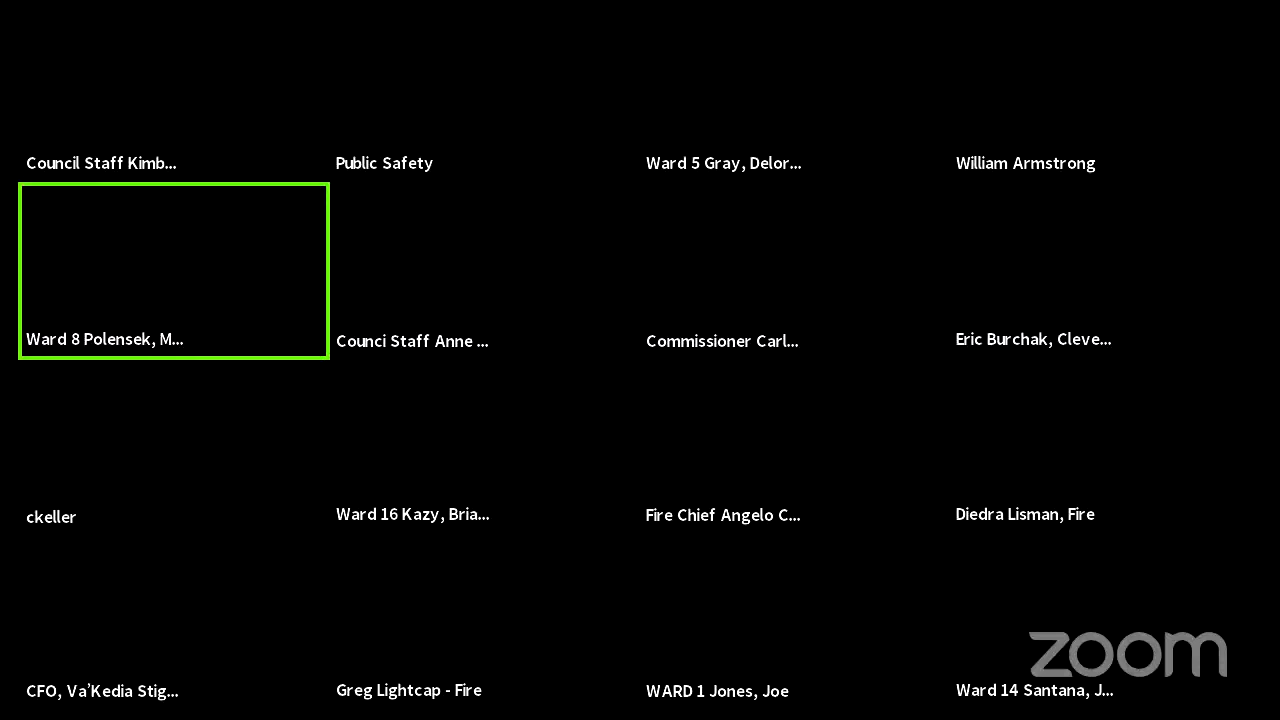 Council Staff Kimb...
Public Safety
Ward 5 Gray, Delor...
William Armstrong
Ward 8 Polensek, M...
Counci Staff Anne ...
Commissioner Carl...
Eric Burchak, Cleve...
ckeller
Ward 16 Kazy, Bria...
Fire Chief Angelo C...
Diedra Lisman, Fire
CFO, Va’Kedia Stig...
Greg Lightcap - Fire
WARD 1 Jones, Joe
Ward 14 Santana, J...
zoom